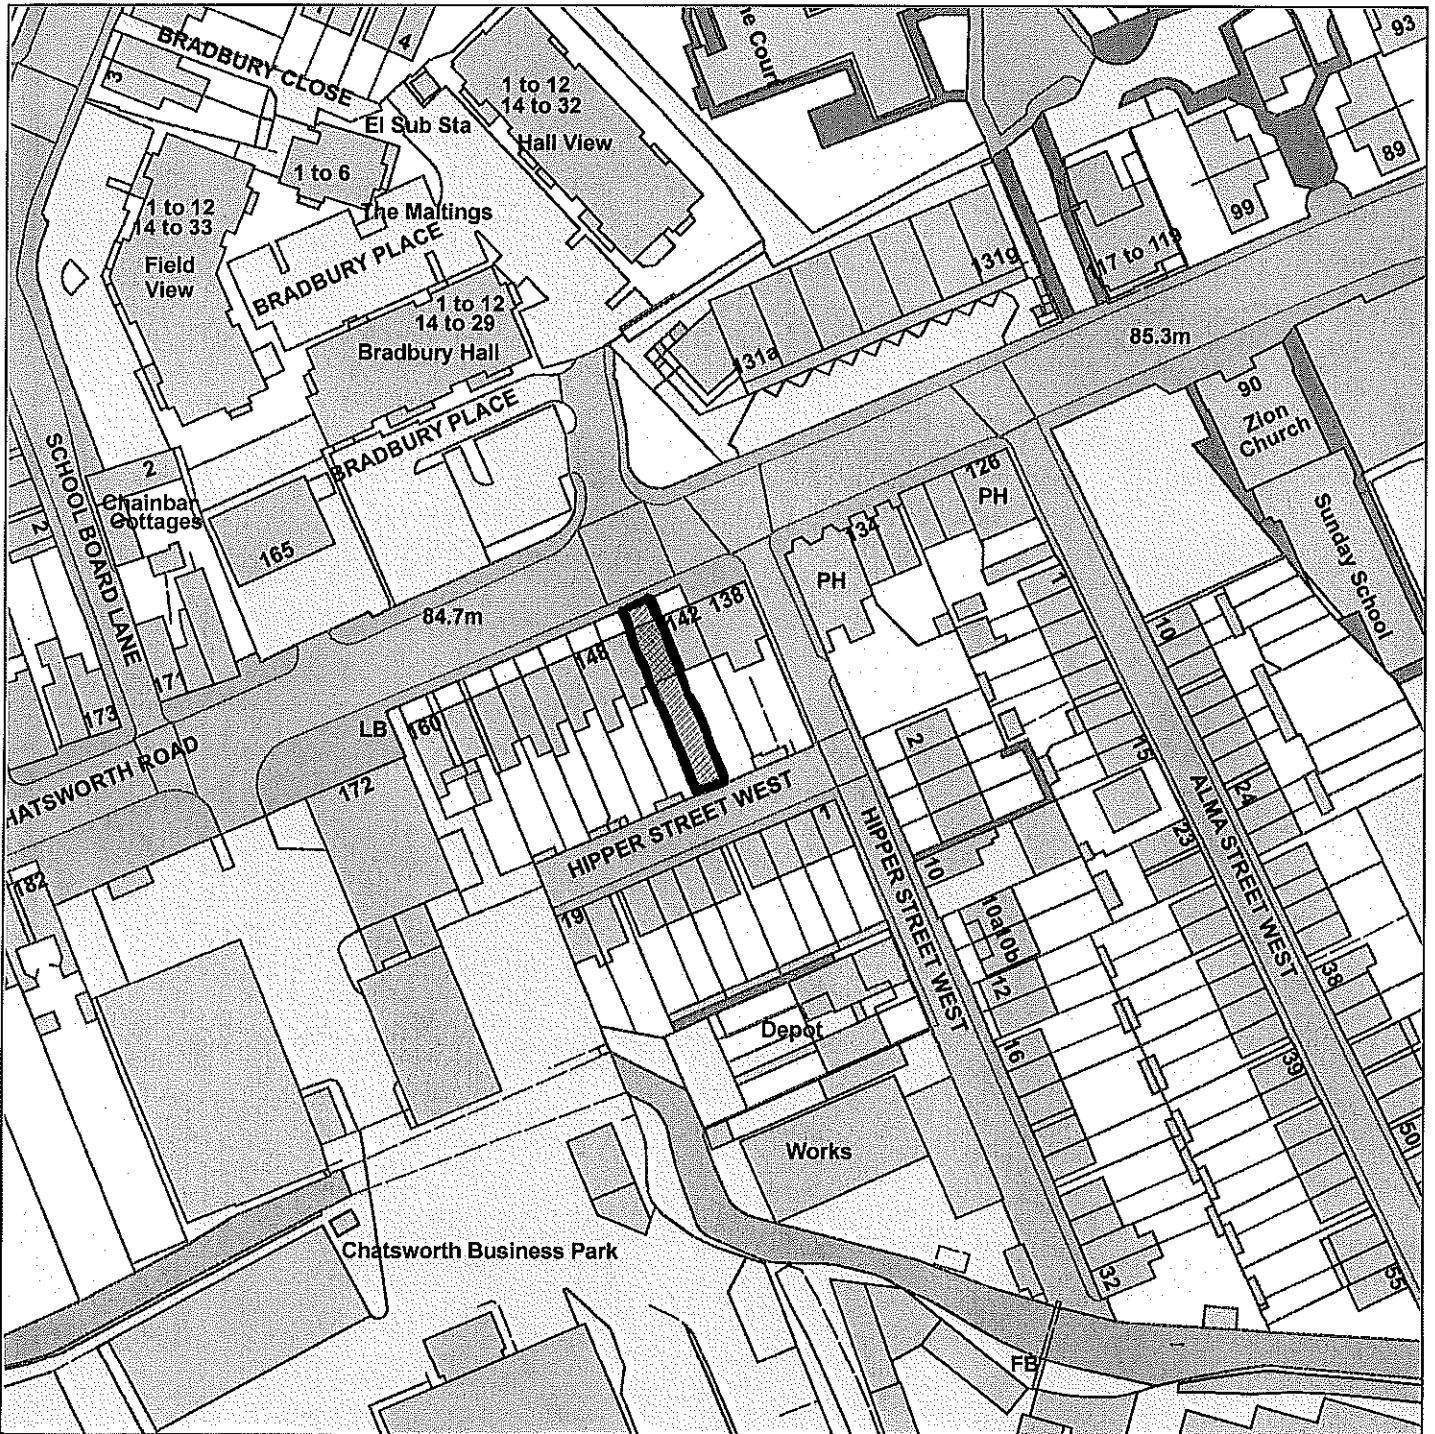 BRADBURY CLOSE
4
3
1 to 12
14 to 32
Hall View
El Sub Sta
1 to 6
The Maltings
BRADBURY PLACE
1 to 12
14 to 33
Field
View
1 to 12
14 to 29
Bradbury Hall
BRADBURY PLACE
he Court
93
89
99
117 to 119
131g
131a
85.3m
90
Zion
Church
Sunday School
SCHOOL BOARD LANE
2
Chainbar
Cottages
2
165
171
173
84.7m
HATSWORTH ROAD
LB
160
148
142
138
134
126
PH
PH
172
182
HIPPER STREET WEST
1
19
HIPPER STREET WEST
2
10
10a
10b
12
16
32
1
15
23
39
55
ALMA STREET WEST
10
24
38
50
Depot
Works
Chatsworth Business Park
FB